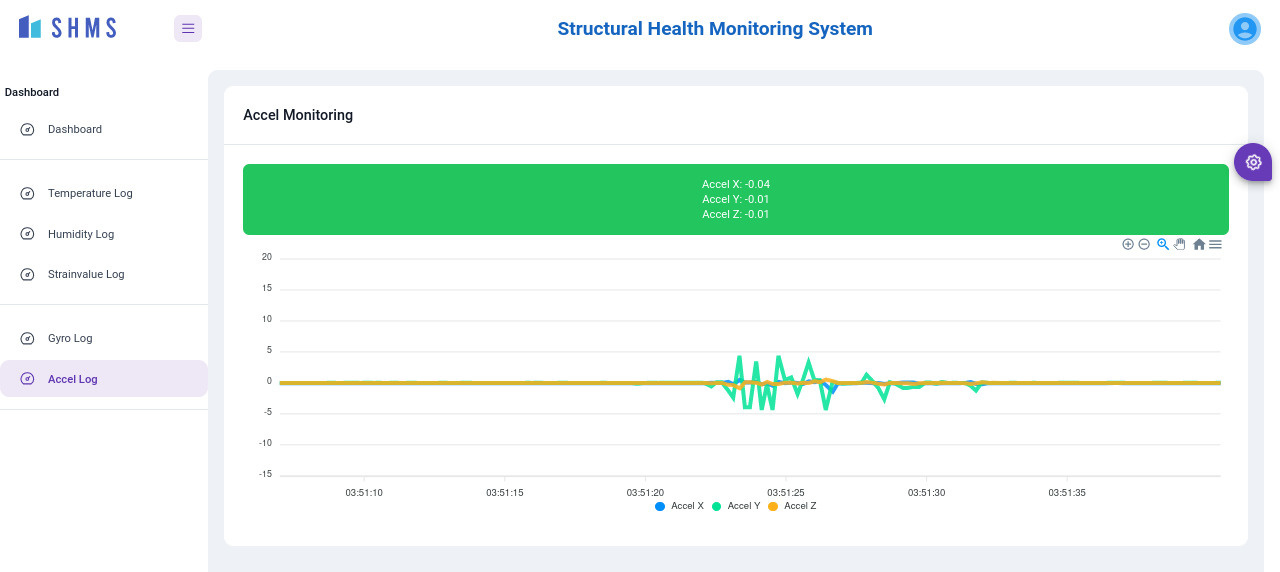 SHMS
Structural Health Monitoring System
Dashboard
Dashboard
Temperature Log
Humidity Log
Strainvalue Log
Gyro Log
Accel Log
Accel Monitoring
Accel X: -0.04
Accel Y: -0.01
Accel Z: -0.01
20
15
10
5
0
-5
-10
-15
03:51:10 03:51:15 03:51:20 03:51:25 03:51:30 03:51:35
Accel X Accel Y Accel Z